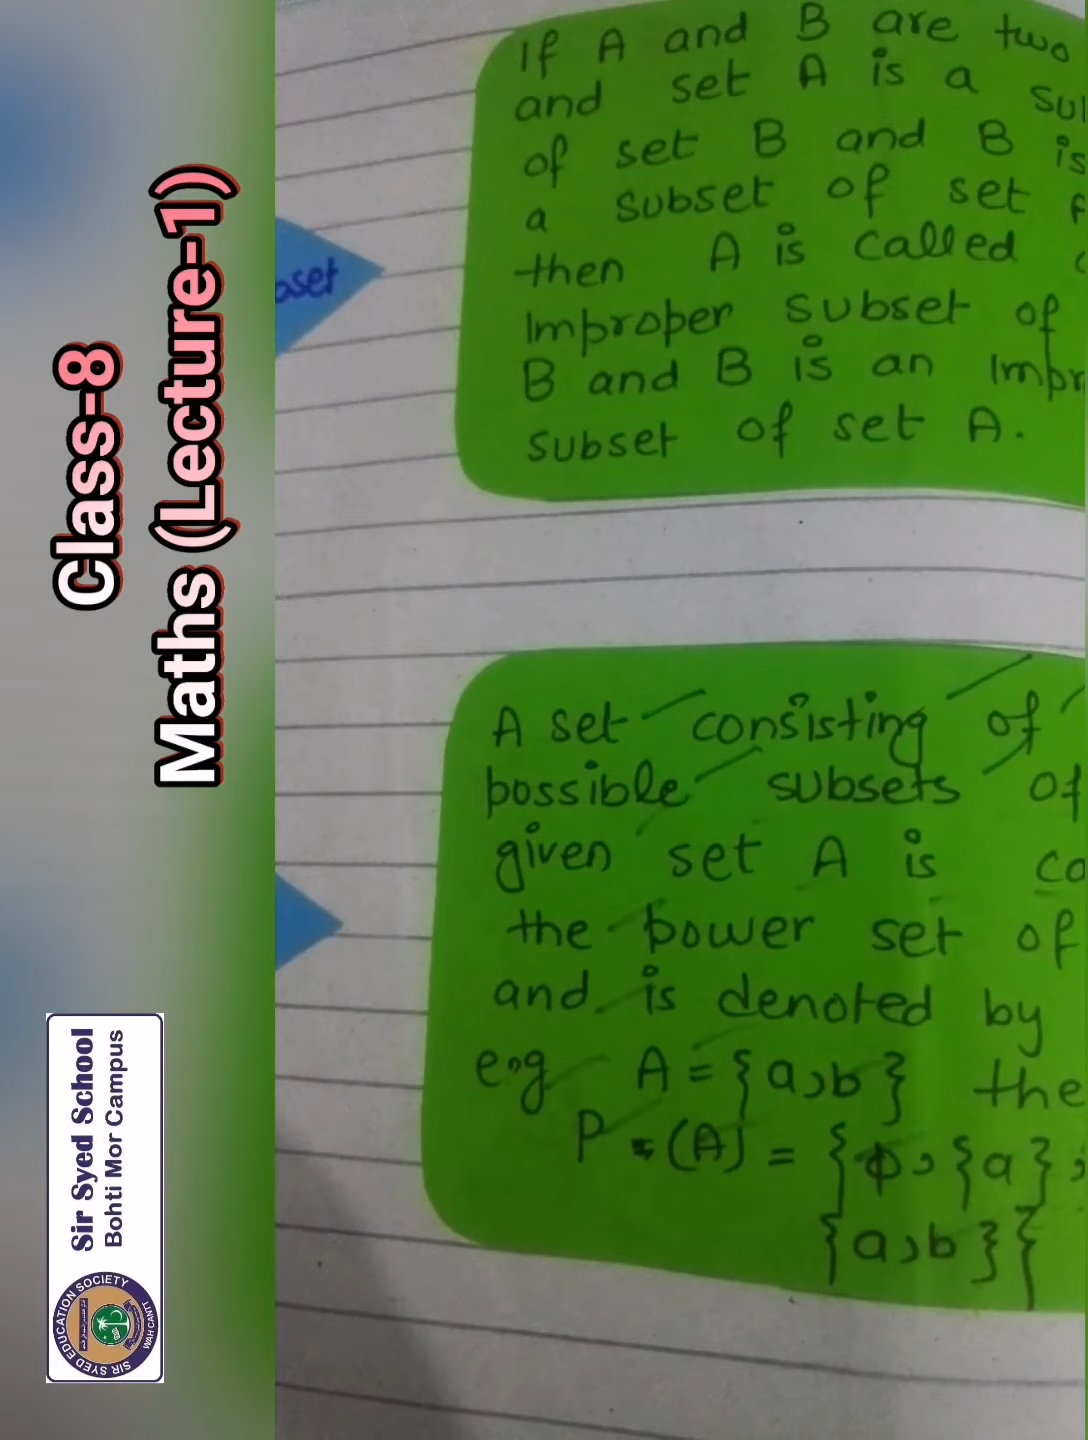 Class-8
Maths (Lecture-1)
Sir Syed School
Bohti Mor Campus
SIR SYED EDUCATION SOCIETY
WAH CANTT
If A and B are two
and set A is a
of set B and B is
a subset of set
then A is called
Improper subset of
B and B is an
subset of set A.
A set consisting of
possible subsets of
given set A is
the power set of
and is denoted by
e.g A = {a,b}
P (A) = {ϕ, {a},
{a,b}}